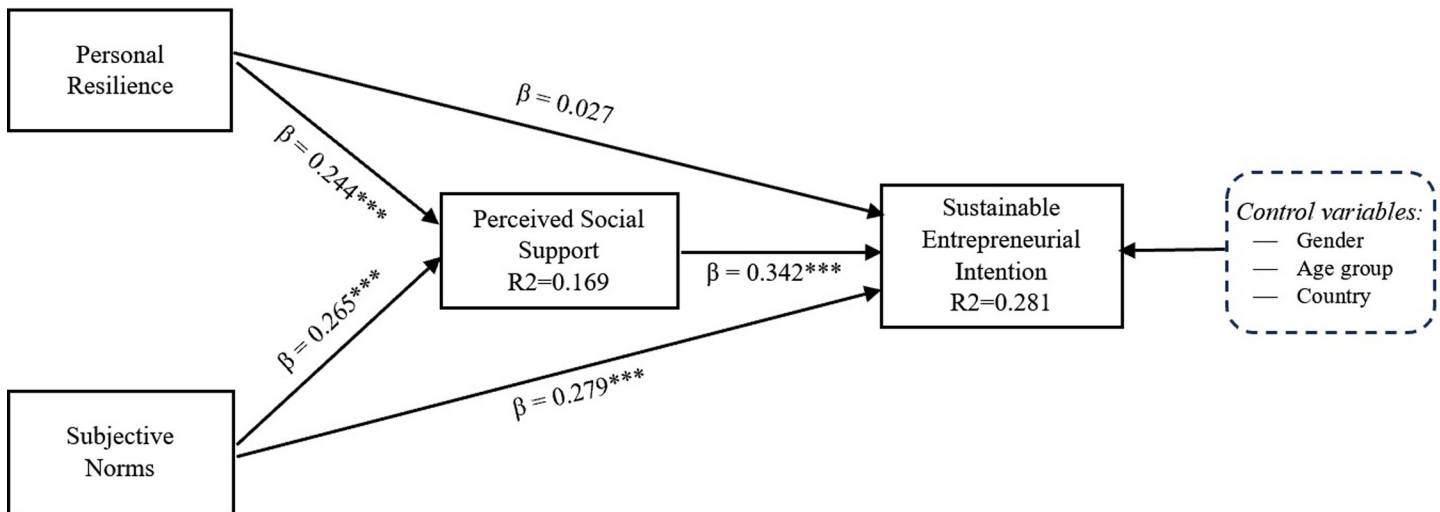 Personal
Resilience
β = 0.027
β = 0.244***
Perceived Social
Support
R2=0.169
β = 0.342***
Sustainable
Entrepreneurial
Intention
R2=0.281
Control variables:
— Gender
— Age group
— Country
β = 0.265***
β = 0.279***
Subjective
Norms